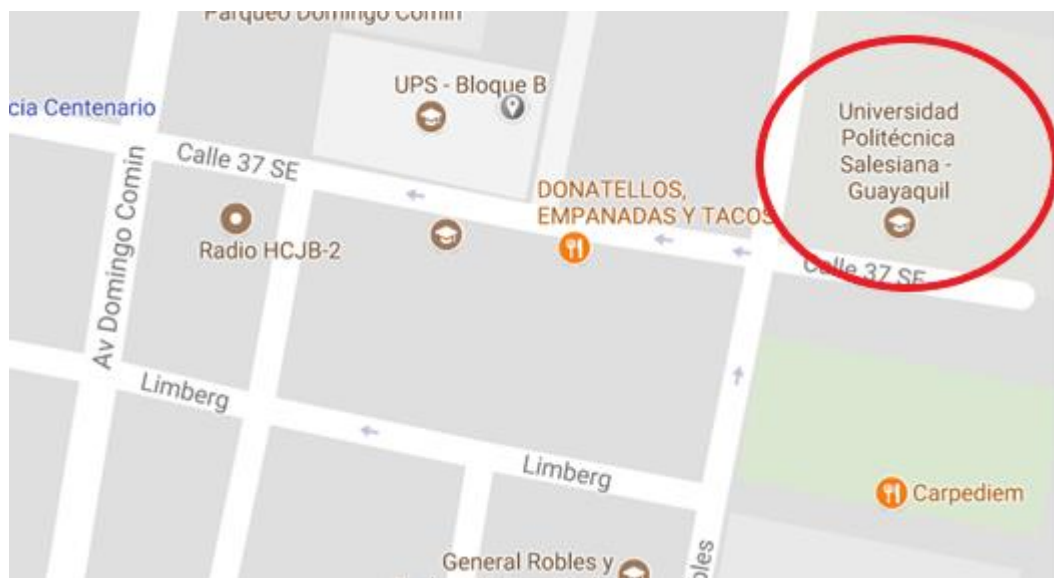 Parqueo Domingo Comin
UPS - Bloque B
cia Centenario
Universidad
Politécnica
Salesiana -
Guayaquil
Calle 37 SE
DONATELLOS,
EMPANADAS Y TACOS
Radio HCJB-2
Calle 37 SE
Av Domingo Comin
Limberg
Limberg
Carpediem
General Robles y
bles